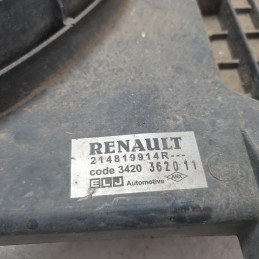 RENAULT
214819914R---
code 3420 362011
ELJ Automotive